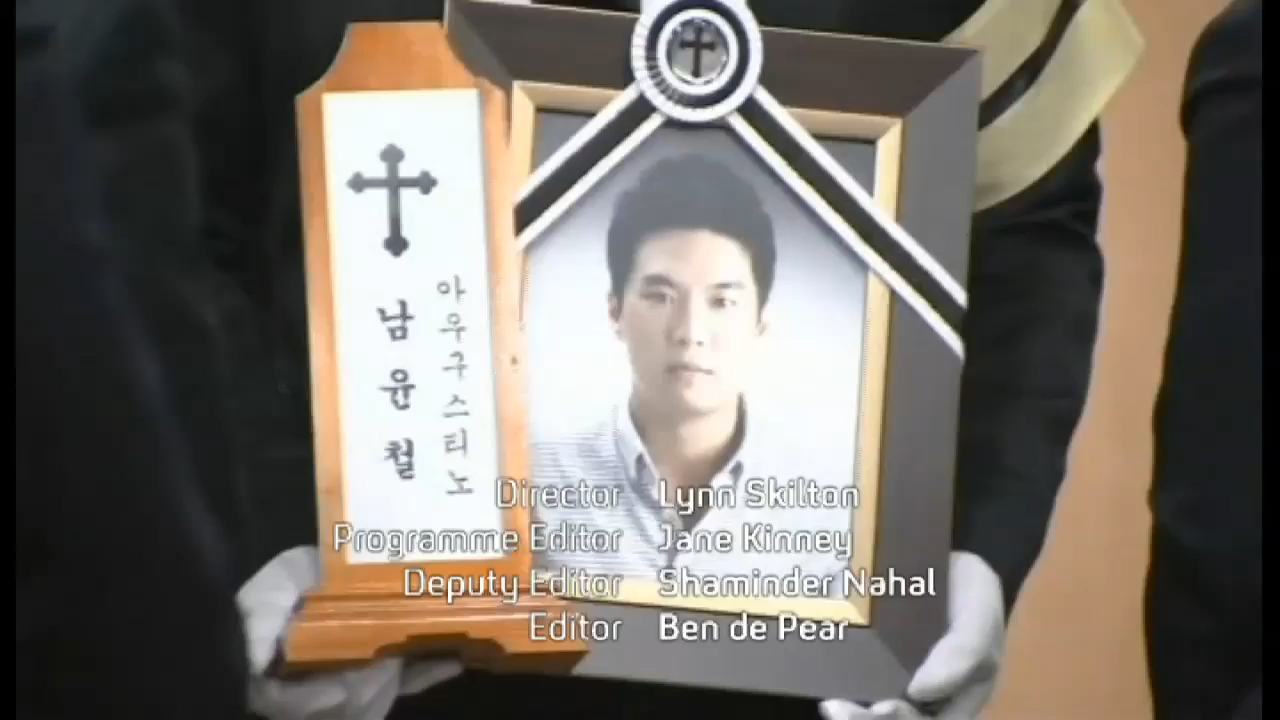 아우구스티노
남윤철
Director Lynn Skilton
Programme Editor Jane Kinney
Deputy Editor Shaminder Nahal
Editor Ben de Pear